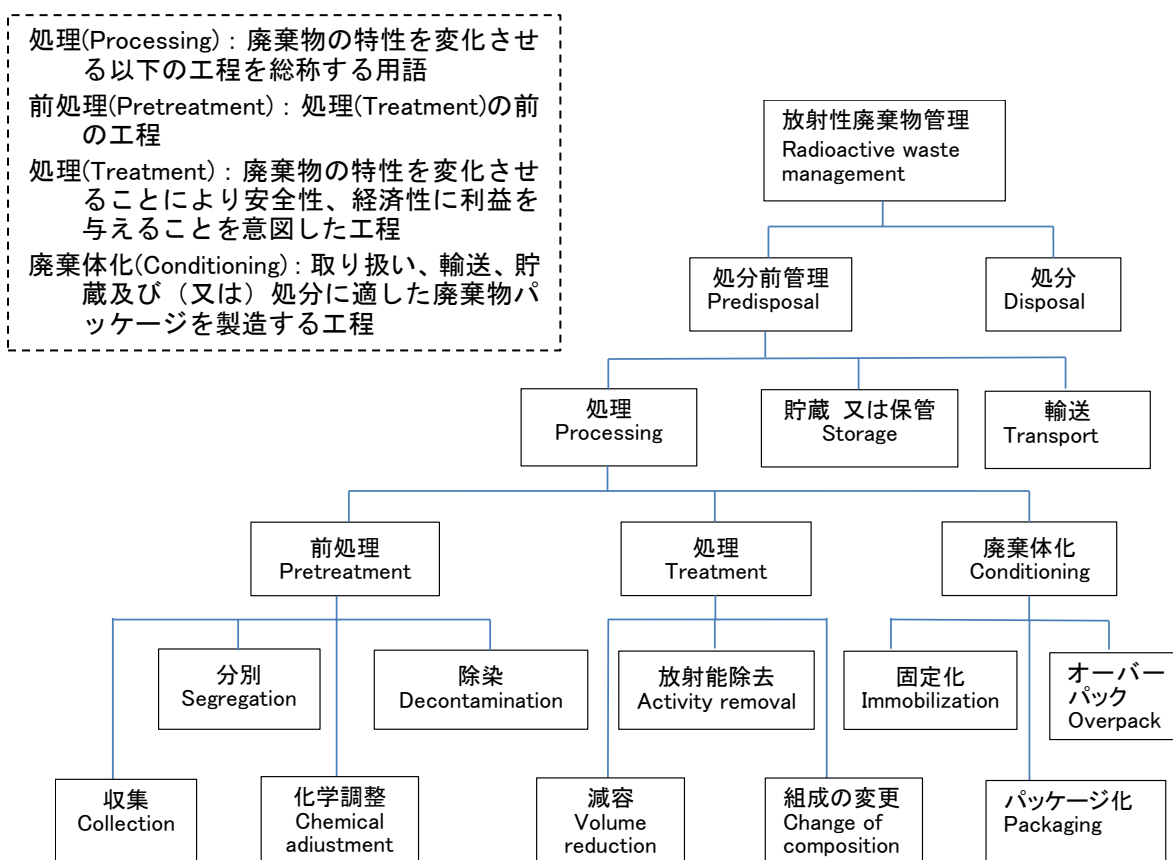 処理(Processing)：廃棄物の特性を変化させ
る以下の工程を総称する用語
前処理(Pretreatment)：処理(Treatment)の前
の工程
処理(Treatment)：廃棄物の特性を変化させ
ることにより安全性、経済性に利益を
与えることを意図した工程
廃棄体化(Conditioning)：取り扱い、輸送、貯
蔵及び（又は）処分に適した廃棄物パ
ッケージを製造する工程
放射性廃棄物管理
Radioactive waste
management
処分前管理
Predisposal
処分
Disposal
処理
Processing
貯蔵 又は保管
Storage
輸送
Transport
前処理
Pretreatment
処理
Treatment
廃棄体化
Conditioning
分別
Segregation
除染
Decontamination
放射能除去
Activity removal
固定化
Immobilization
オーバー
パック
Overpack
収集
Collection
化学調整
Chemical
adiustment
減容
Volume
reduction
組成の変更
Change of
composition
パッケージ化
Packaging